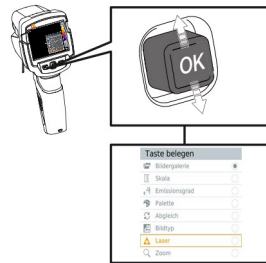 OK
Taste belegen
Bildergalerie
Skala
Emissionsgrad
Palette
Abgleich
Bildtyp
Laser
Zoom